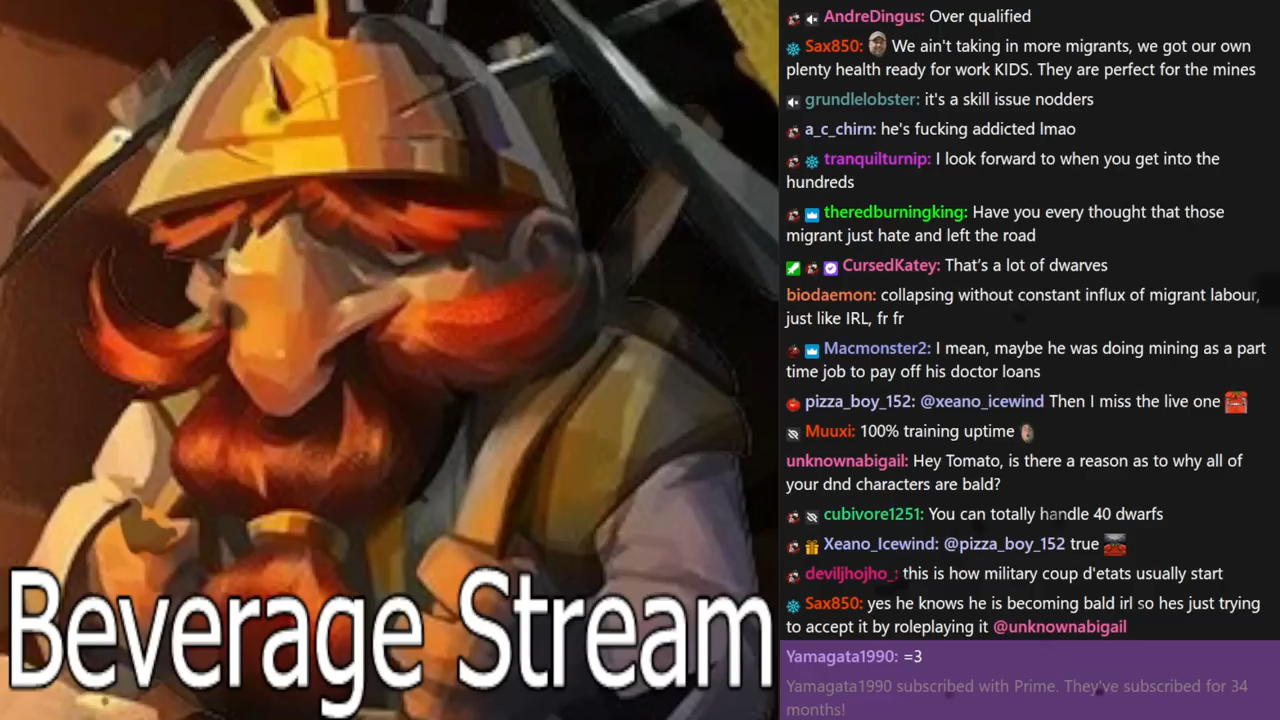 AndreDingus: Over qualified
Sax850: We ain't taking in more migrants, we got our own
plenty health ready for work KIDS. They are perfect for the mines
grundlelobster: it's a skill issue nodders
a_c_chirn: he's fucking addicted lmao
tranquilturnip: I look forward to when you get into the
hundreds
theredburningking: Have you every thought that those
migrant just hate and left the road
CursedKatey: That's a lot of dwarves
biodaemon: collapsing without constant influx of migrant labour,
just like IRL, fr fr
Macmonster2: I mean, maybe he was doing mining as a part
time job to pay off his doctor loans
pizza_boy_152: @xeano_icewind Then I miss the live one
Muuxi: 100% training uptime
unknownabigail: Hey Tomato, is there a reason as to why all of
your dnd characters are bald?
cubivore1251: You can totally handle 40 dwarfs
Xeano_Icewind: @pizza_boy_152 true
deviljhojho_: this is how military coup d'etats usually start
Sax850: yes he knows he is becoming bald irl so hes just trying
to accept it by roleplaying it @unknownabigail
Yamagata1990: =3
Yamagata1990 subscribed with Prime. They've subscribed for 34
months!
Beverage Stream